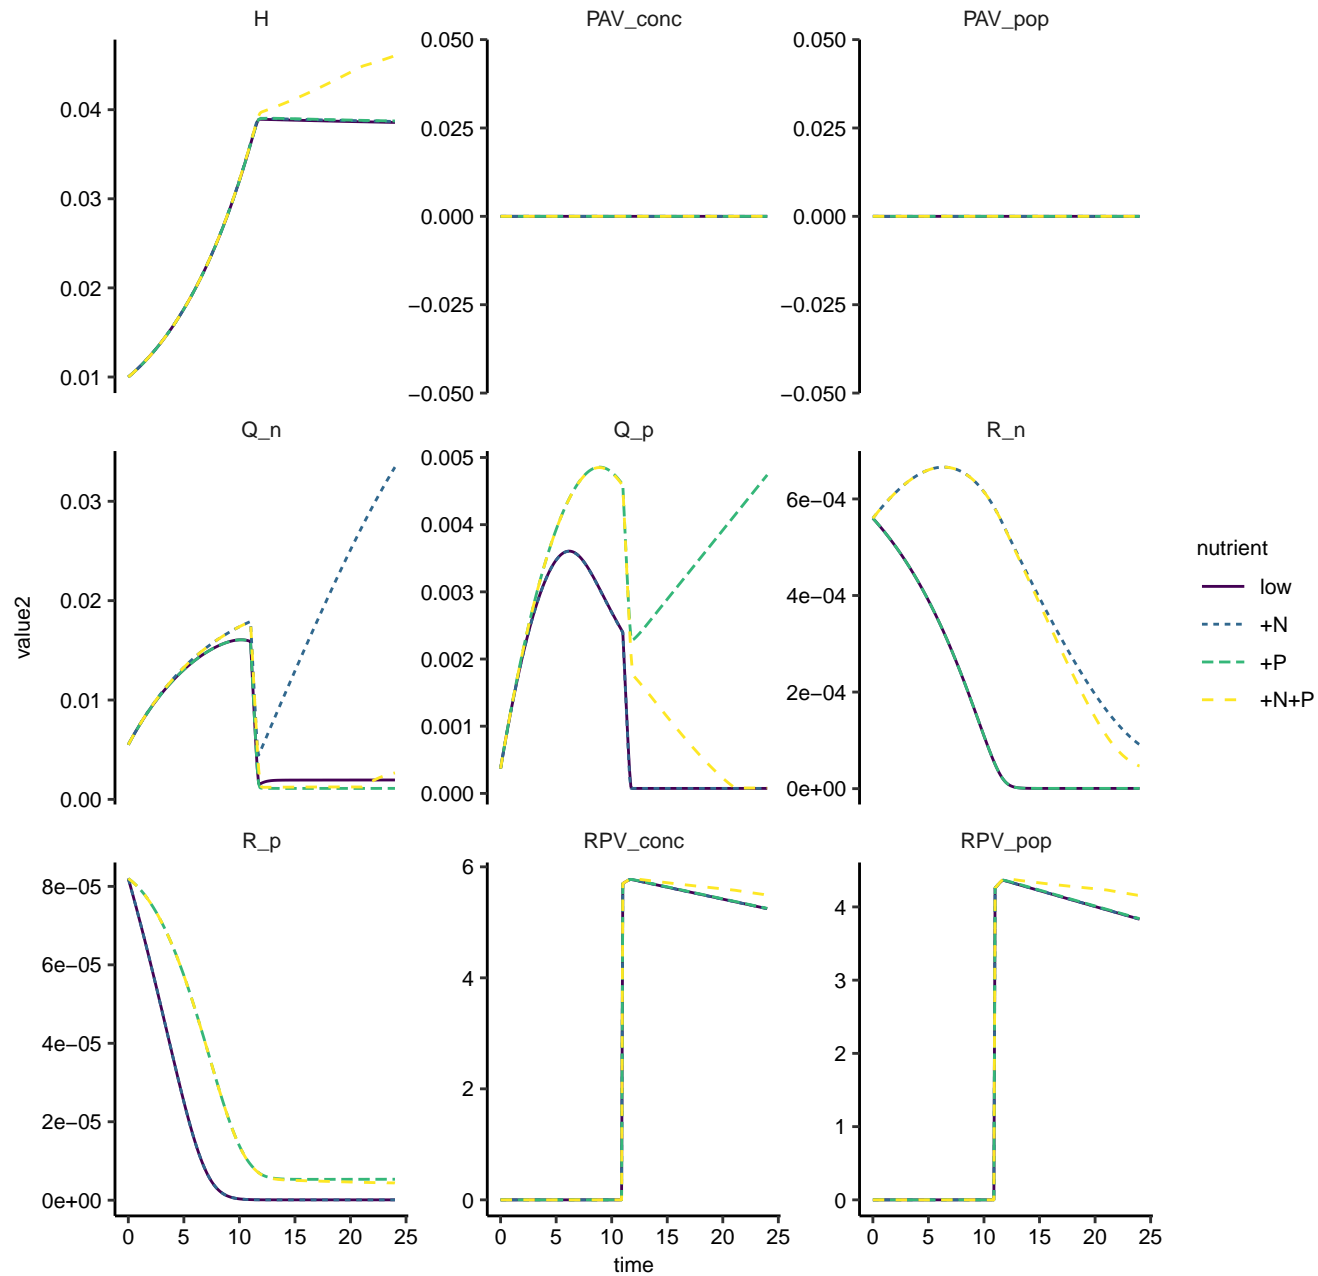 H
PAV_conc
PAV_pop
0.04
0.03
0.02
0.01
0.050
0.025
0.000
−0.025
−0.050
0.050
0.025
0.000
−0.025
−0.050
Q_n
Q_p
R_n
0.03
0.02
0.01
0.00
0.005
0.004
0.003
0.002
0.001
0.000
6e−04
4e−04
2e−04
0e+00
value2
nutrient
low
+N
+P
+N+P
R_p
RPV_conc
RPV_pop
8e−05
6e−05
4e−05
2e−05
0e+00
6
4
2
0
4
3
2
1
0
0 5 10 15 20 25
0 5 10 15 20 25
0 5 10 15 20 25
time